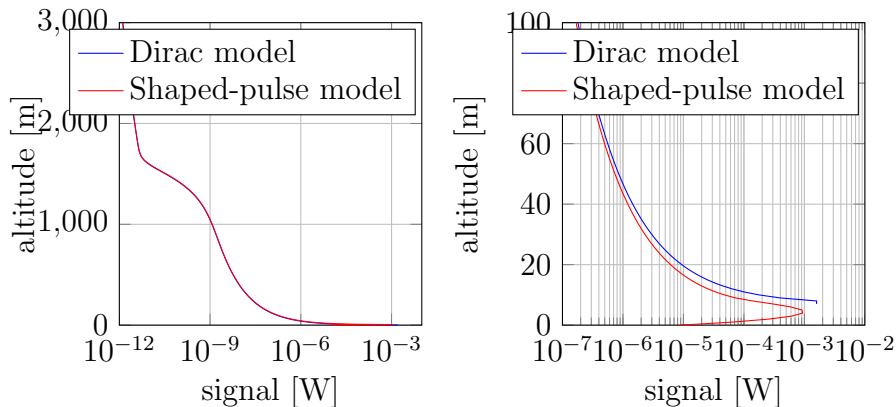 3,000
2,000
1,000
0
altitude [m]
Dirac model
Shaped-pulse model
10^−12
10^−9
10^−6
10^−3
signal [W]
100
80
60
40
20
0
altitude [m]
Dirac model
Shaped-pulse model
10^−7
10^−6
10^−5
10^−4
10^−3
10^−2
signal [W]